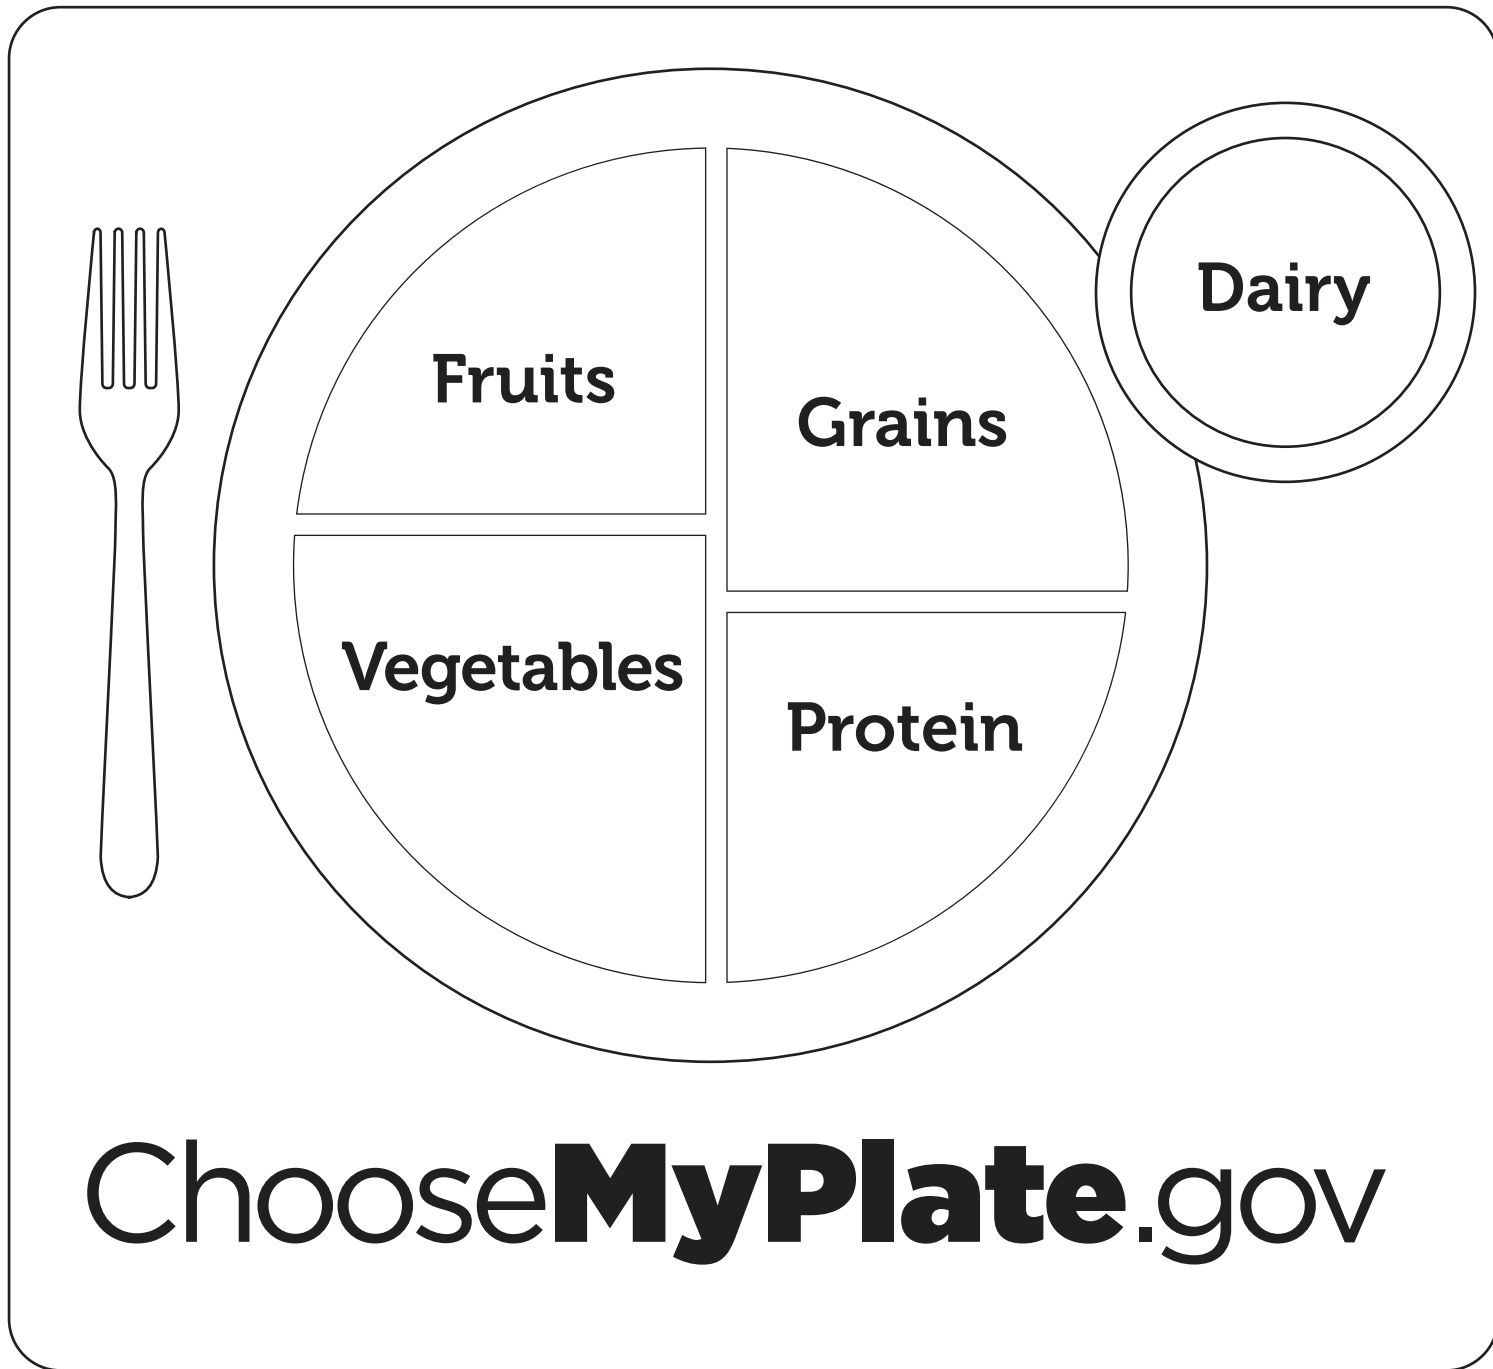 Dairy
Fruits
Grains
Vegetables
Protein
ChooseMyPlate.gov